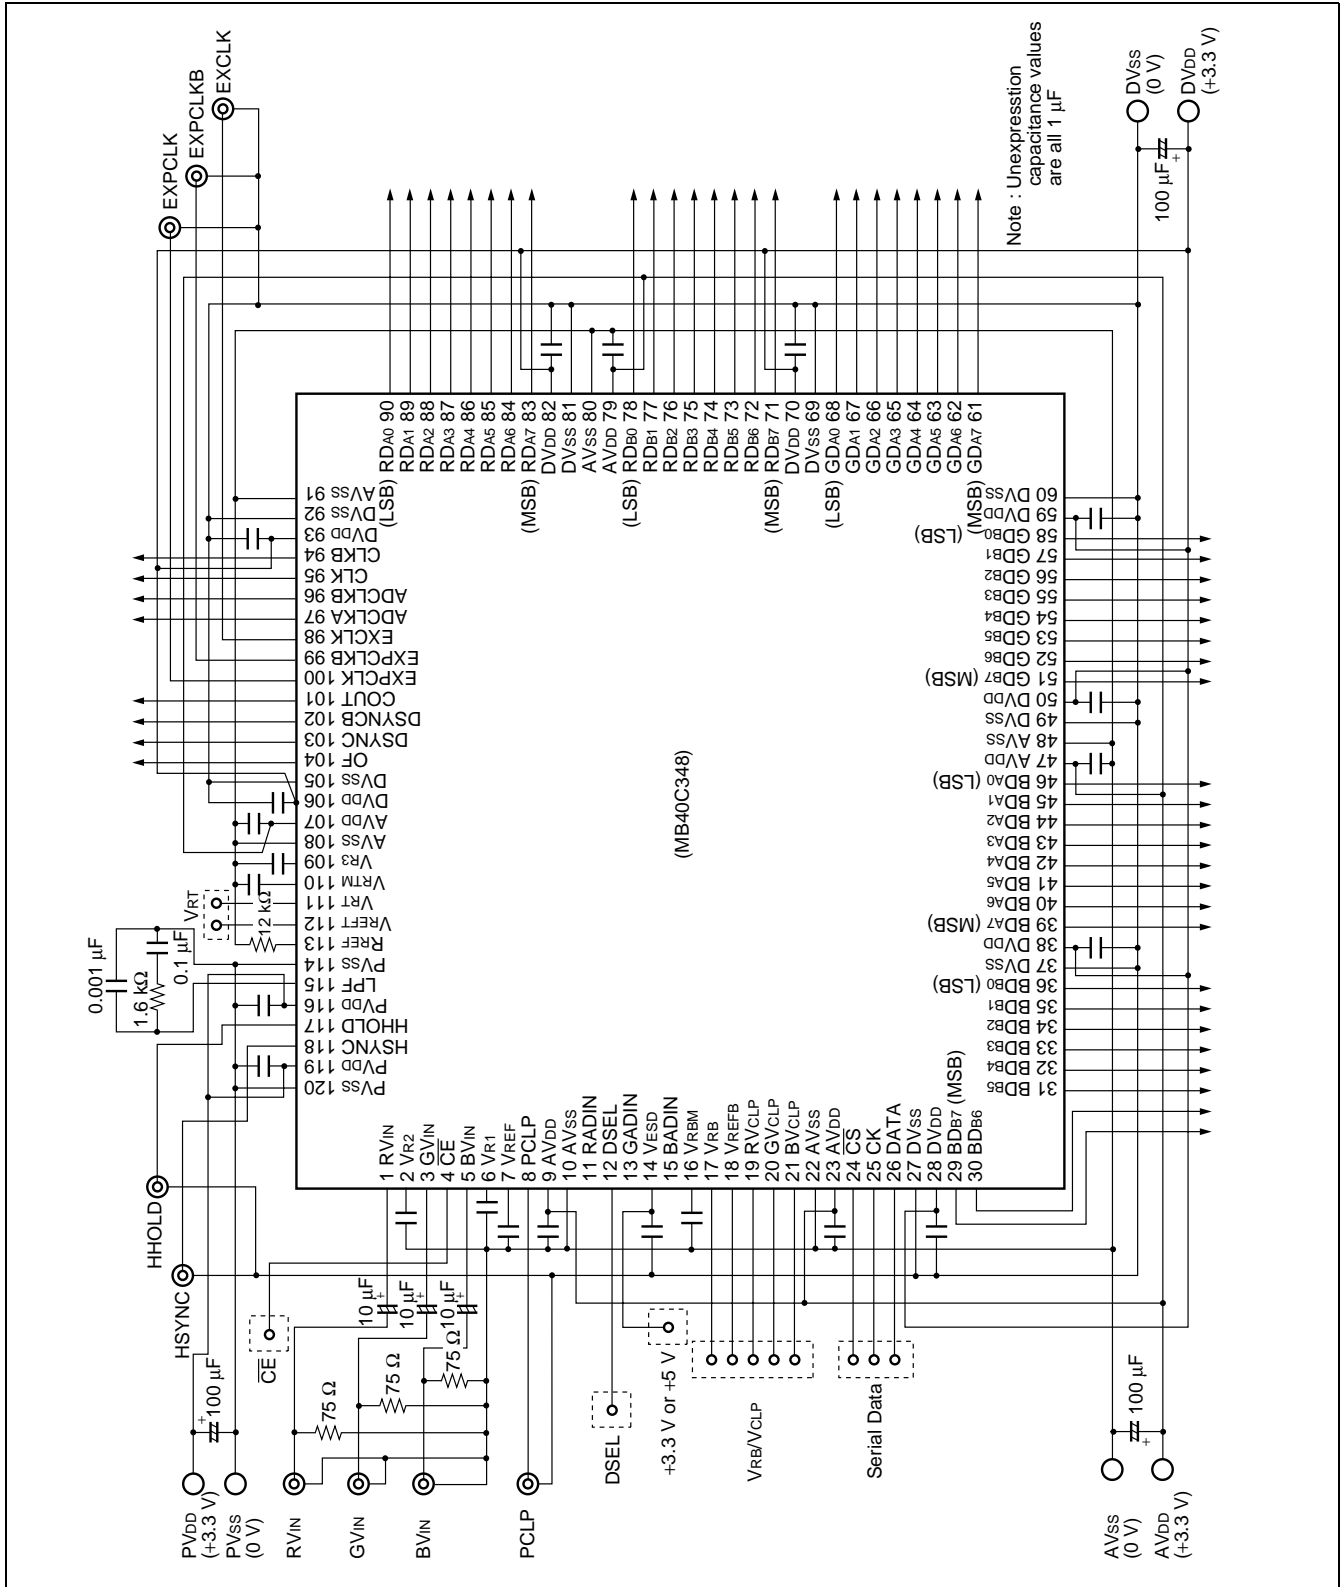 EXPCLK
EXPCLKB
EXCLK
DVSS
(0 V)
DVDD
(+3.3 V)
100 µF
+
Note : Unexpresstion
capacitance values
are all 1 µF
(LSB) RDA0 90
RDA1 89
RDA2 88
RDA3 87
RDA4 86
RDA5 85
RDA6 84
(MSB) RDA7 83
DVDD 82
DVSS 81
AVSS 80
AVDD 79
(LSB) RDB0 78
RDB1 77
RDB2 76
RDB3 75
RDB4 74
RDB5 73
RDB6 72
(MSB) RDB7 71
DVDD 70
DVSS 69
(LSB) GDA0 68
GDA1 67
GDA2 66
GDA3 65
GDA4 64
GDA5 63
GDA6 62
(MSB) GDA7 61
91 AVSS
92 DVSS
93 DVDD
94 CLKB
95 CLK
96 ADCLKB
97 ADCLKA
98 EXCLK
99 EXPCLKB
100 EXPCLK
101 COUT
102 DSYNCB
103 DSYNC
104 OF
105 DVSS
106 DVDD
107 AVDD
108 AVSS
109 VR3
110 VRTM
111 VRT
112 VREFT
113 RREF
114 PVSS
115 LPF
116 PVDD
117 HHOLD
118 HSYNC
119 PVDD
120 PVSS
VRT
12 kΩ
0.001 µF
1.6 kΩ
0.1 µF
(MB40C348)
60 DVSS
59 DVDD
58 GDB0 (LSB)
57 GDB1
56 GDB2
55 GDB3
54 GDB4
53 GDB5
52 GDB6
51 GDB7 (MSB)
50 DVDD
49 DVSS
48 AVSS
47 AVDD
46 BDA0 (LSB)
45 BDA1
44 BDA2
43 BDA3
42 BDA4
41 BDA5
40 BDA6
39 BDA7 (MSB)
38 DVDD
37 DVSS
36 BDB0 (LSB)
35 BDB1
34 BDB2
33 BDB3
32 BDB4
31 BDB5
1 RVIN
2 VR2
3 GVIN
4 CE
5 BVIN
6 VR1
7 VREF
8 PCLP
9 AVDD
10 AVSS
11 RADIN
12 DSEL
13 GADIN
14 VESD
15 BADIN
16 VRBM
17 VRB
18 VREFB
19 RVCLP
20 GVCLP
21 BVCLP
22 AVSS
23 AVDD
24 CS
25 CK
26 DATA
27 DVSS
28 DVDD
29 BDB7 (MSB)
30 BDB6
HHOLD
HSYNC
CE
10 µF
+
10 µF
+
10 µF
+
75 Ω
75 Ω
75 Ω
+
100 µF
PVDD
(+3.3 V)
PVSS
(0 V)
RVIN
GVIN
BVIN
PCLP
DSEL
+3.3 V or +5 V
VRB/VCLP
Serial Data
100 µF
+
AVSS
(0 V)
AVDD
(+3.3 V)